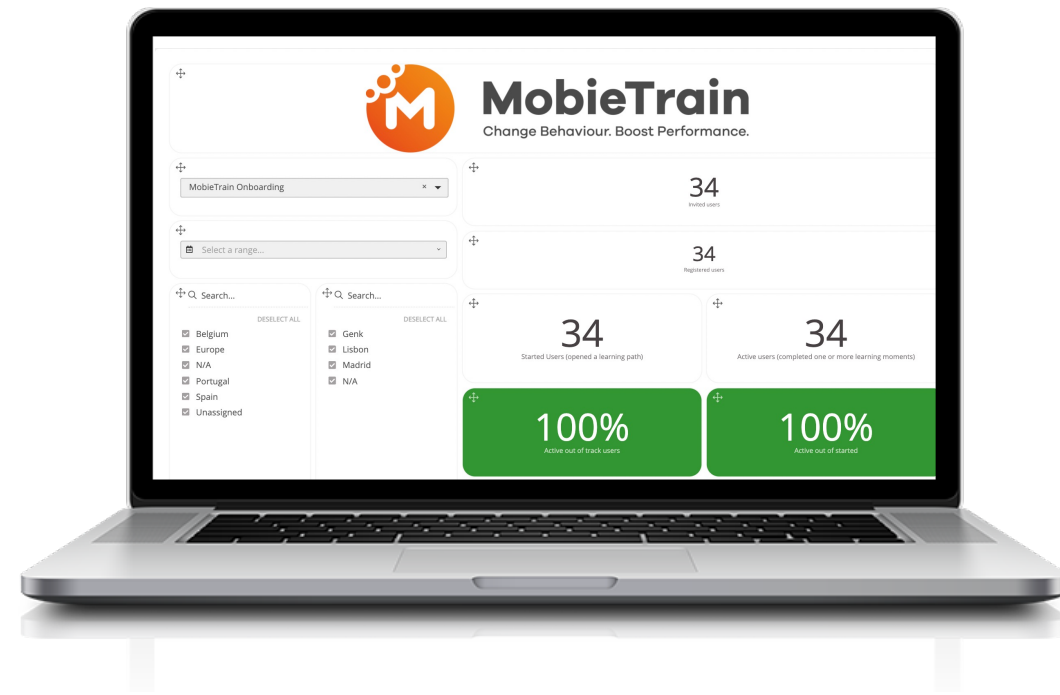 M
MobieTrain
Change Behaviour. Boost Performance.
MobieTrain Onboarding
34
Invited users
Select a range...
34
Registered users
Search...
DESELECT ALL
Belgium
Europe
N/A
Portugal
Spain
Unassigned
Search...
DESELECT ALL
Genk
Lisbon
Madrid
N/A
34
Started Users (opened a learning path)
34
Active users (completed one or more learning moments)
100%
Active out of track users
100%
Active out of started